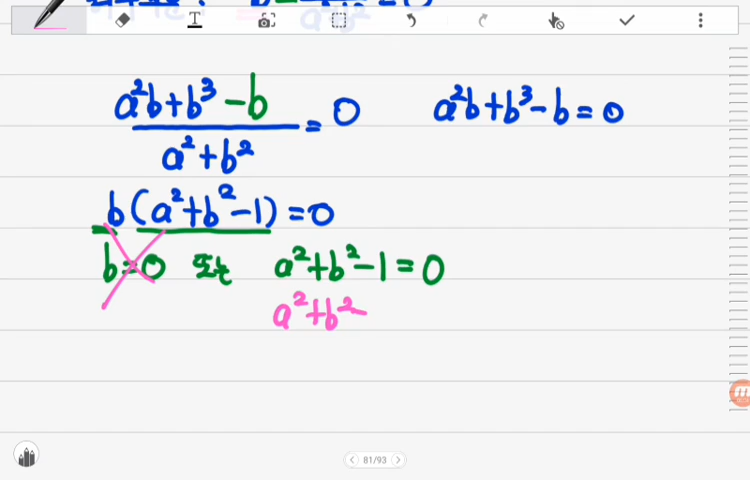 a²b+b³-b / a²+b² = 0
a²b+b³-b=0
b(a²+b²-1)=0
b=0 또는 a²+b²-1=0
a²+b²
T
81/93